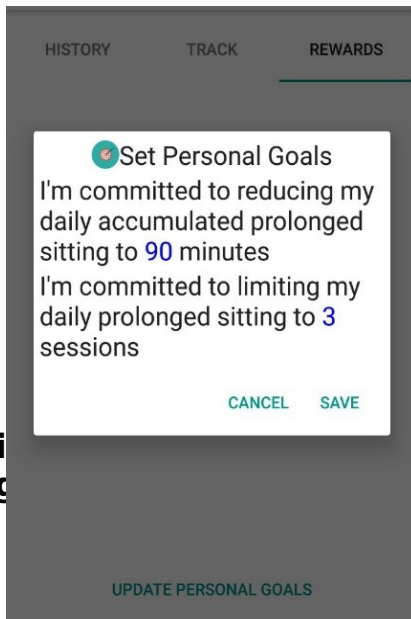 HISTORY TRACK REWARDS
Set Personal Goals
I'm committed to reducing my
daily accumulated prolonged
sitting to 90 minutes
I'm committed to limiting my
daily prolonged sitting to 3
sessions
CANCEL SAVE
UPDATE PERSONAL GOALS